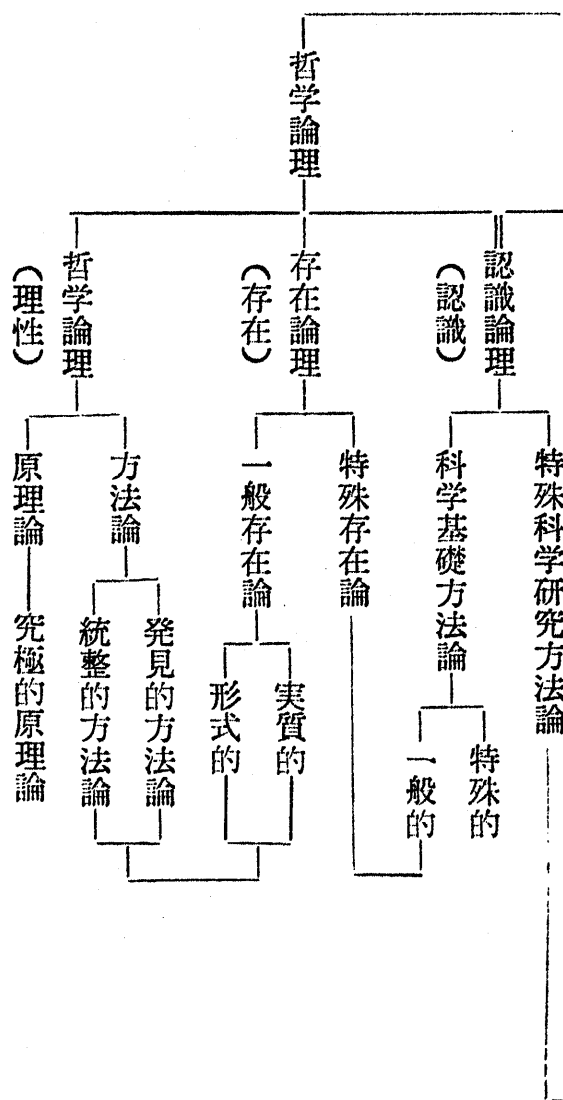 哲学論理
認識論理
(認識)
存在論理
(存在)
哲学論理
(理性)
特殊科学研究方法論
科学基礎方法論
特殊存在論
一般存在論
方法論
原理論
特殊的
一般的
実質的
形式的
発見的方法論
統整的方法論
究極的原理論